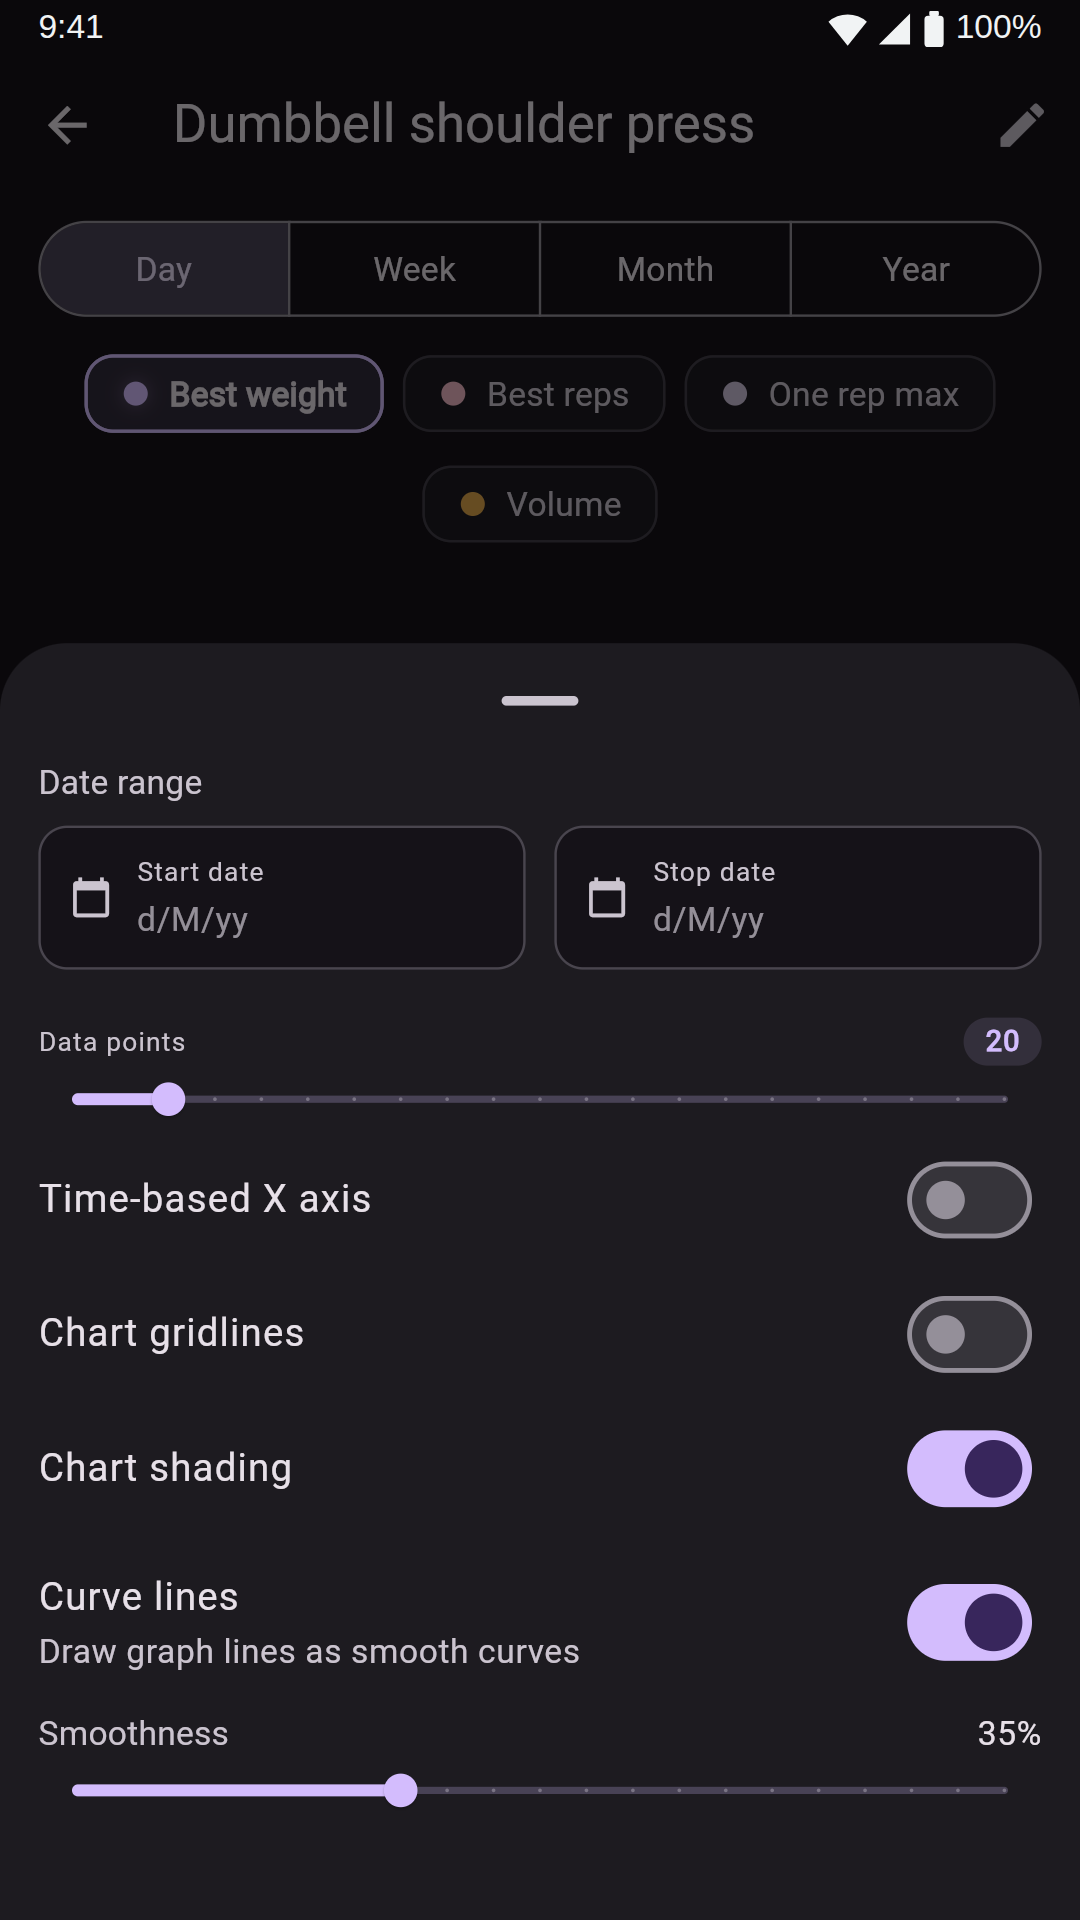 9:41 100%
Dumbbell shoulder press
Day Week Month Year
Best weight Best reps One rep max
Volume
Date range
Start date Stop date
d/M/yy d/M/yy
Data points 20
Time-based X axis
Chart gridlines
Chart shading
Curve lines
Draw graph lines as smooth curves
Smoothness 35%